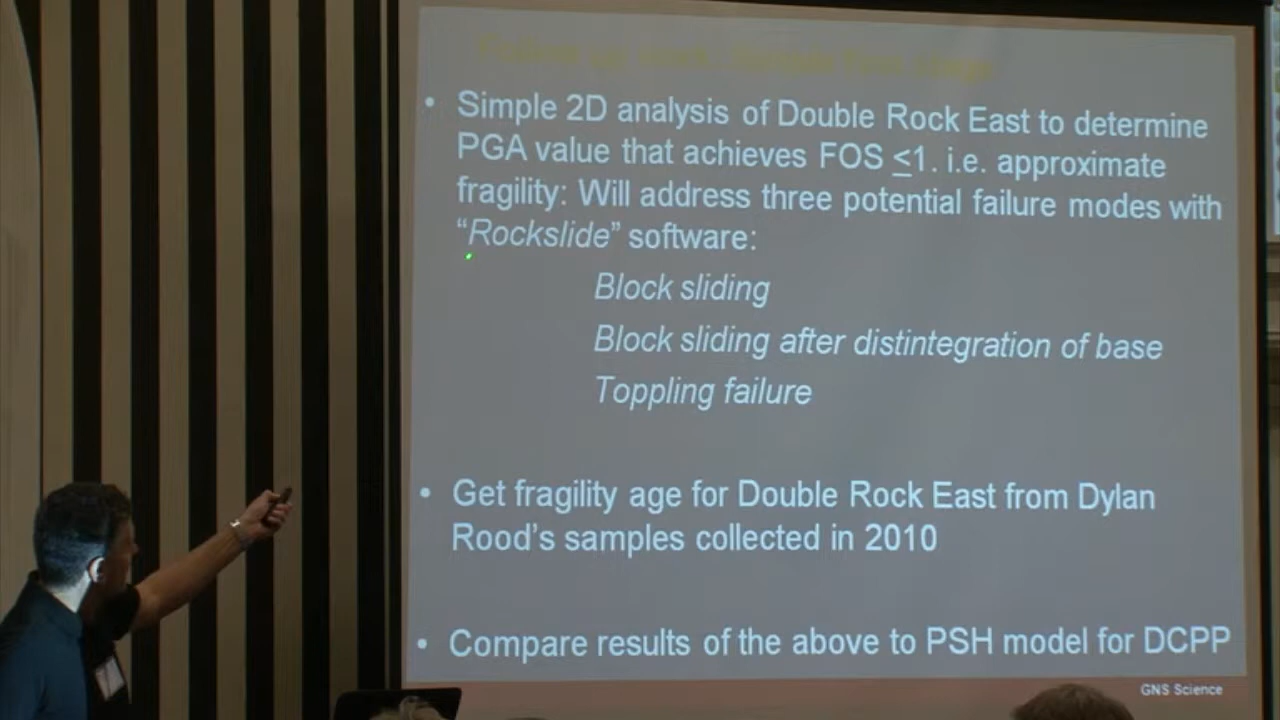 • Simple 2D analysis of Double Rock East to determine
PGA value that achieves FOS ≤1. i.e. approximate
fragility: Will address three potential failure modes with
“Rockslide” software:
Block sliding
Block sliding after distintegration of base
Toppling failure
• Get fragility age for Double Rock East from Dylan
Rood's samples collected in 2010
• Compare results of the above to PSH model for DCPP
GNS Science